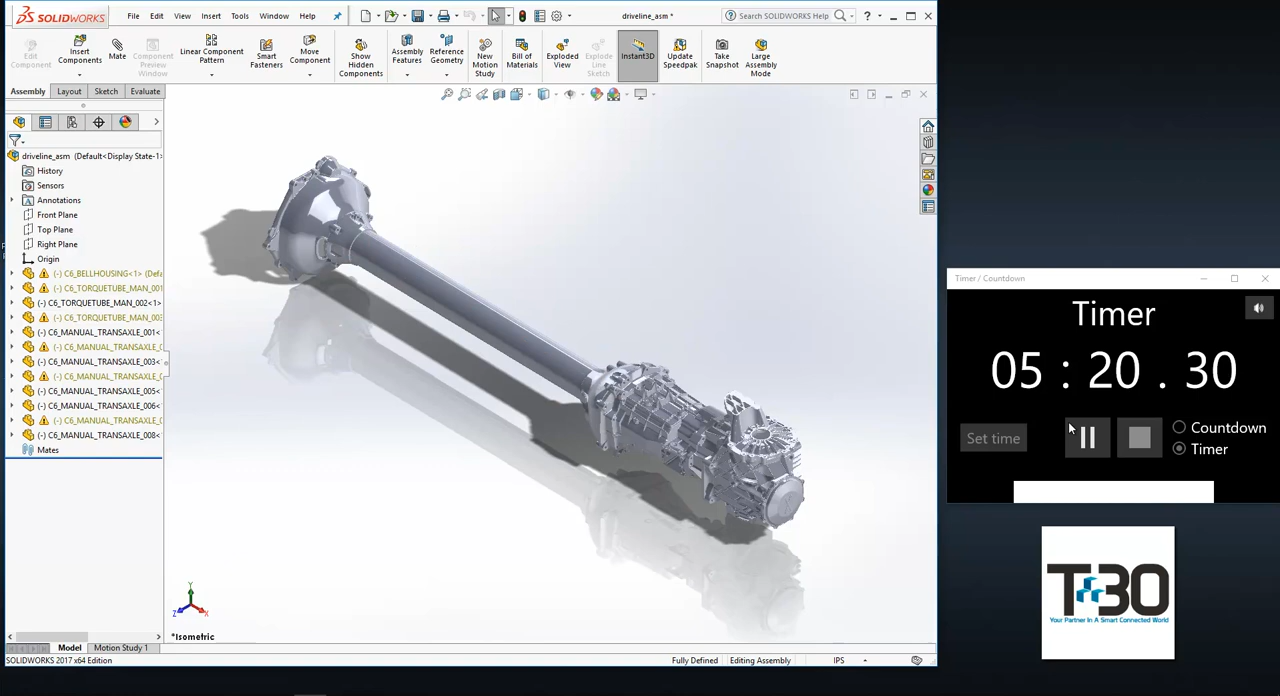 SOLIDWORKS
File Edit View Insert Tools Window Help
driveline_asm *
Search SOLIDWORKS Help
Edit Component
Insert Components
Mate
Component Preview Window
Linear Component Pattern
Smart Fasteners
Move Component
Show Hidden Components
Assembly Features
Reference Geometry
New Motion Study
Bill of Materials
Exploded View
Explode Line Sketch
Instant3D
Update Speedpak
Take Snapshot
Large Assembly Mode
Assembly Layout Sketch Evaluate
driveline_asm (Default<Display State-1>
History
Sensors
Annotations
Front Plane
Top Plane
Right Plane
Origin
(-) C6_BELLHOUSING<1> (Defa
(-) C6_TORQUETUBE_MAN_001
(-) C6_TORQUETUBE_MAN_002<1>
(-) C6_TORQUETUBE_MAN_003
(-) C6_MANUAL_TRANSAXLE_001<
(-) C6_MANUAL_TRANSAXLE_0
(-) C6_MANUAL_TRANSAXLE_003<
(-) C6_MANUAL_TRANSAXLE_0
(-) C6_MANUAL_TRANSAXLE_005<
(-) C6_MANUAL_TRANSAXLE_006<
(-) C6_MANUAL_TRANSAXLE_0
(-) C6_MANUAL_TRANSAXLE_008<
Mates
Y
Z X
*Isometric
Model Motion Study 1
SOLIDWORKS 2017 x64 Edition
Fully Defined Editing Assembly IPS
Timer / Countdown
Timer
05 : 20 . 30
Set time
Countdown
Timer
T30
Your Partner In A Smart Connected World